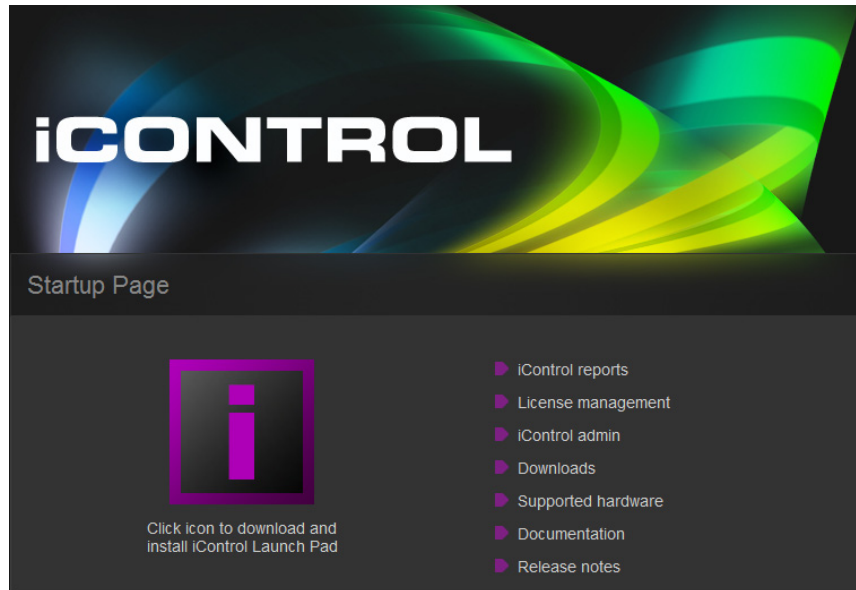 iCONTROL
Startup Page
i
Click icon to download and
install iControl Launch Pad
iControl reports
License management
iControl admin
Downloads
Supported hardware
Documentation
Release notes